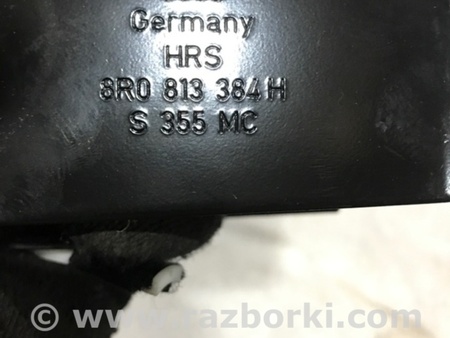 Germany
HRS
8R0 813 384 H
S 355 MC
© www.razborki.com